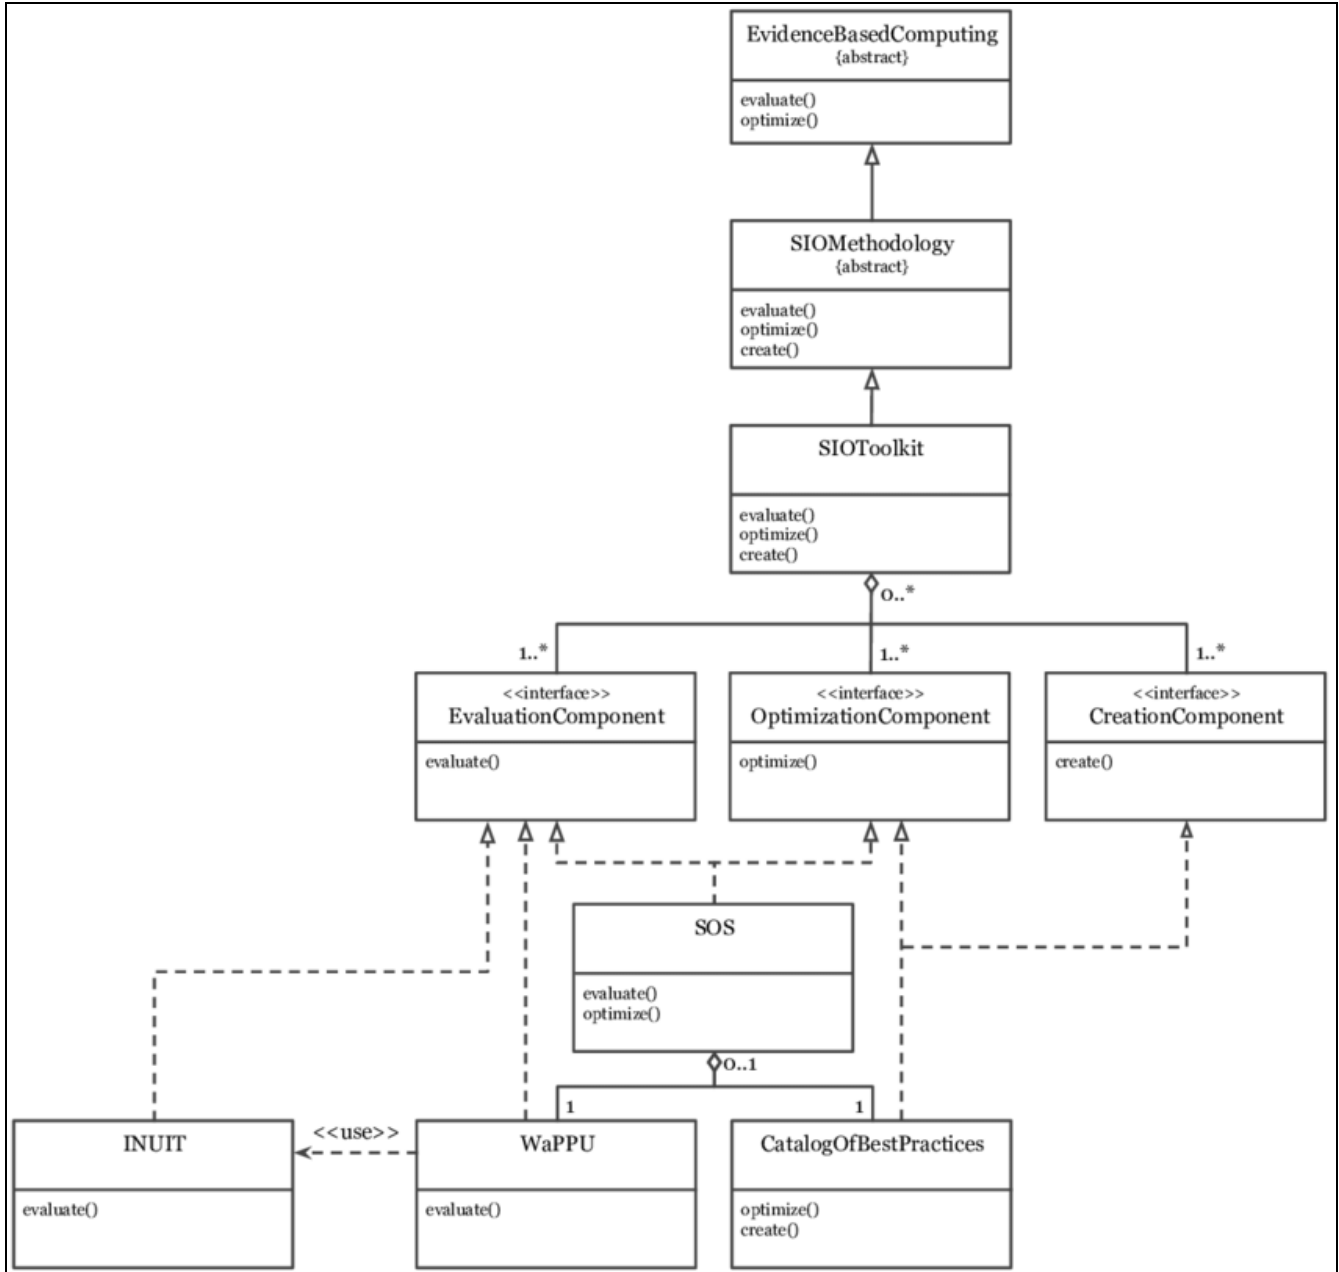 EvidenceBasedComputing
{abstract}
evaluate()
optimize()
SIOMethodology
{abstract}
evaluate()
optimize()
create()
SIOToolkit
evaluate()
optimize()
create()
0..*
1..*
1..*
1..*
<<interface>>
EvaluationComponent
evaluate()
<<interface>>
OptimizationComponent
optimize()
<<interface>>
CreationComponent
create()
SOS
evaluate()
optimize()
0..1
1
1
INUIT
evaluate()
<<use>>
WaPPU
evaluate()
CatalogOfBestPractices
optimize()
create()